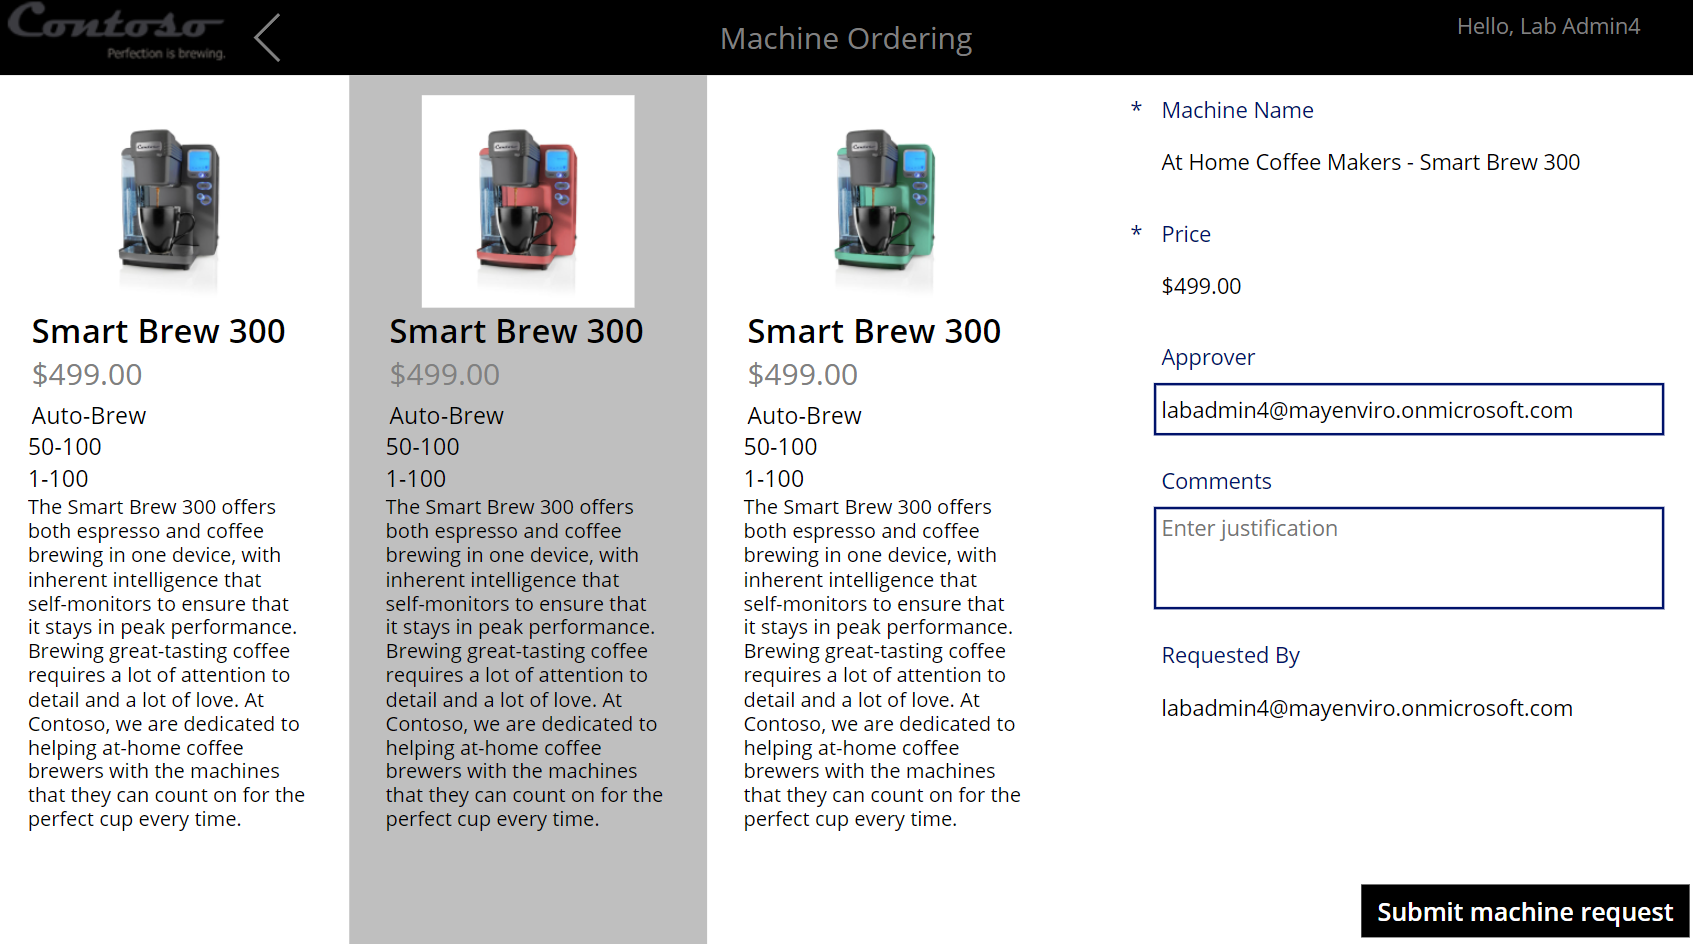 Contoso
Perfection is brewing.
Machine Ordering
Hello, Lab Admin4
Contoso
Smart Brew 300
$499.00
Auto-Brew
50-100
1-100
The Smart Brew 300 offers
both espresso and coffee
brewing in one device, with
inherent intelligence that
self-monitors to ensure that
it stays in peak performance.
Brewing great-tasting coffee
requires a lot of attention to
detail and a lot of love. At
Contoso, we are dedicated to
helping at-home coffee
brewers with the machines
that they can count on for the
perfect cup every time.
Contoso
Smart Brew 300
$499.00
Auto-Brew
50-100
1-100
The Smart Brew 300 offers
both espresso and coffee
brewing in one device, with
inherent intelligence that
self-monitors to ensure that
it stays in peak performance.
Brewing great-tasting coffee
requires a lot of attention to
detail and a lot of love. At
Contoso, we are dedicated to
helping at-home coffee
brewers with the machines
that they can count on for the
perfect cup every time.
Contoso
Smart Brew 300
$499.00
Auto-Brew
50-100
1-100
The Smart Brew 300 offers
both espresso and coffee
brewing in one device, with
inherent intelligence that
self-monitors to ensure that
it stays in peak performance.
Brewing great-tasting coffee
requires a lot of attention to
detail and a lot of love. At
Contoso, we are dedicated to
helping at-home coffee
brewers with the machines
that they can count on for the
perfect cup every time.
* Machine Name
At Home Coffee Makers - Smart Brew 300
* Price
$499.00
Approver
labadmin4@mayenviro.onmicrosoft.com
Comments
Enter justification
Requested By
labadmin4@mayenviro.onmicrosoft.com
Submit machine request